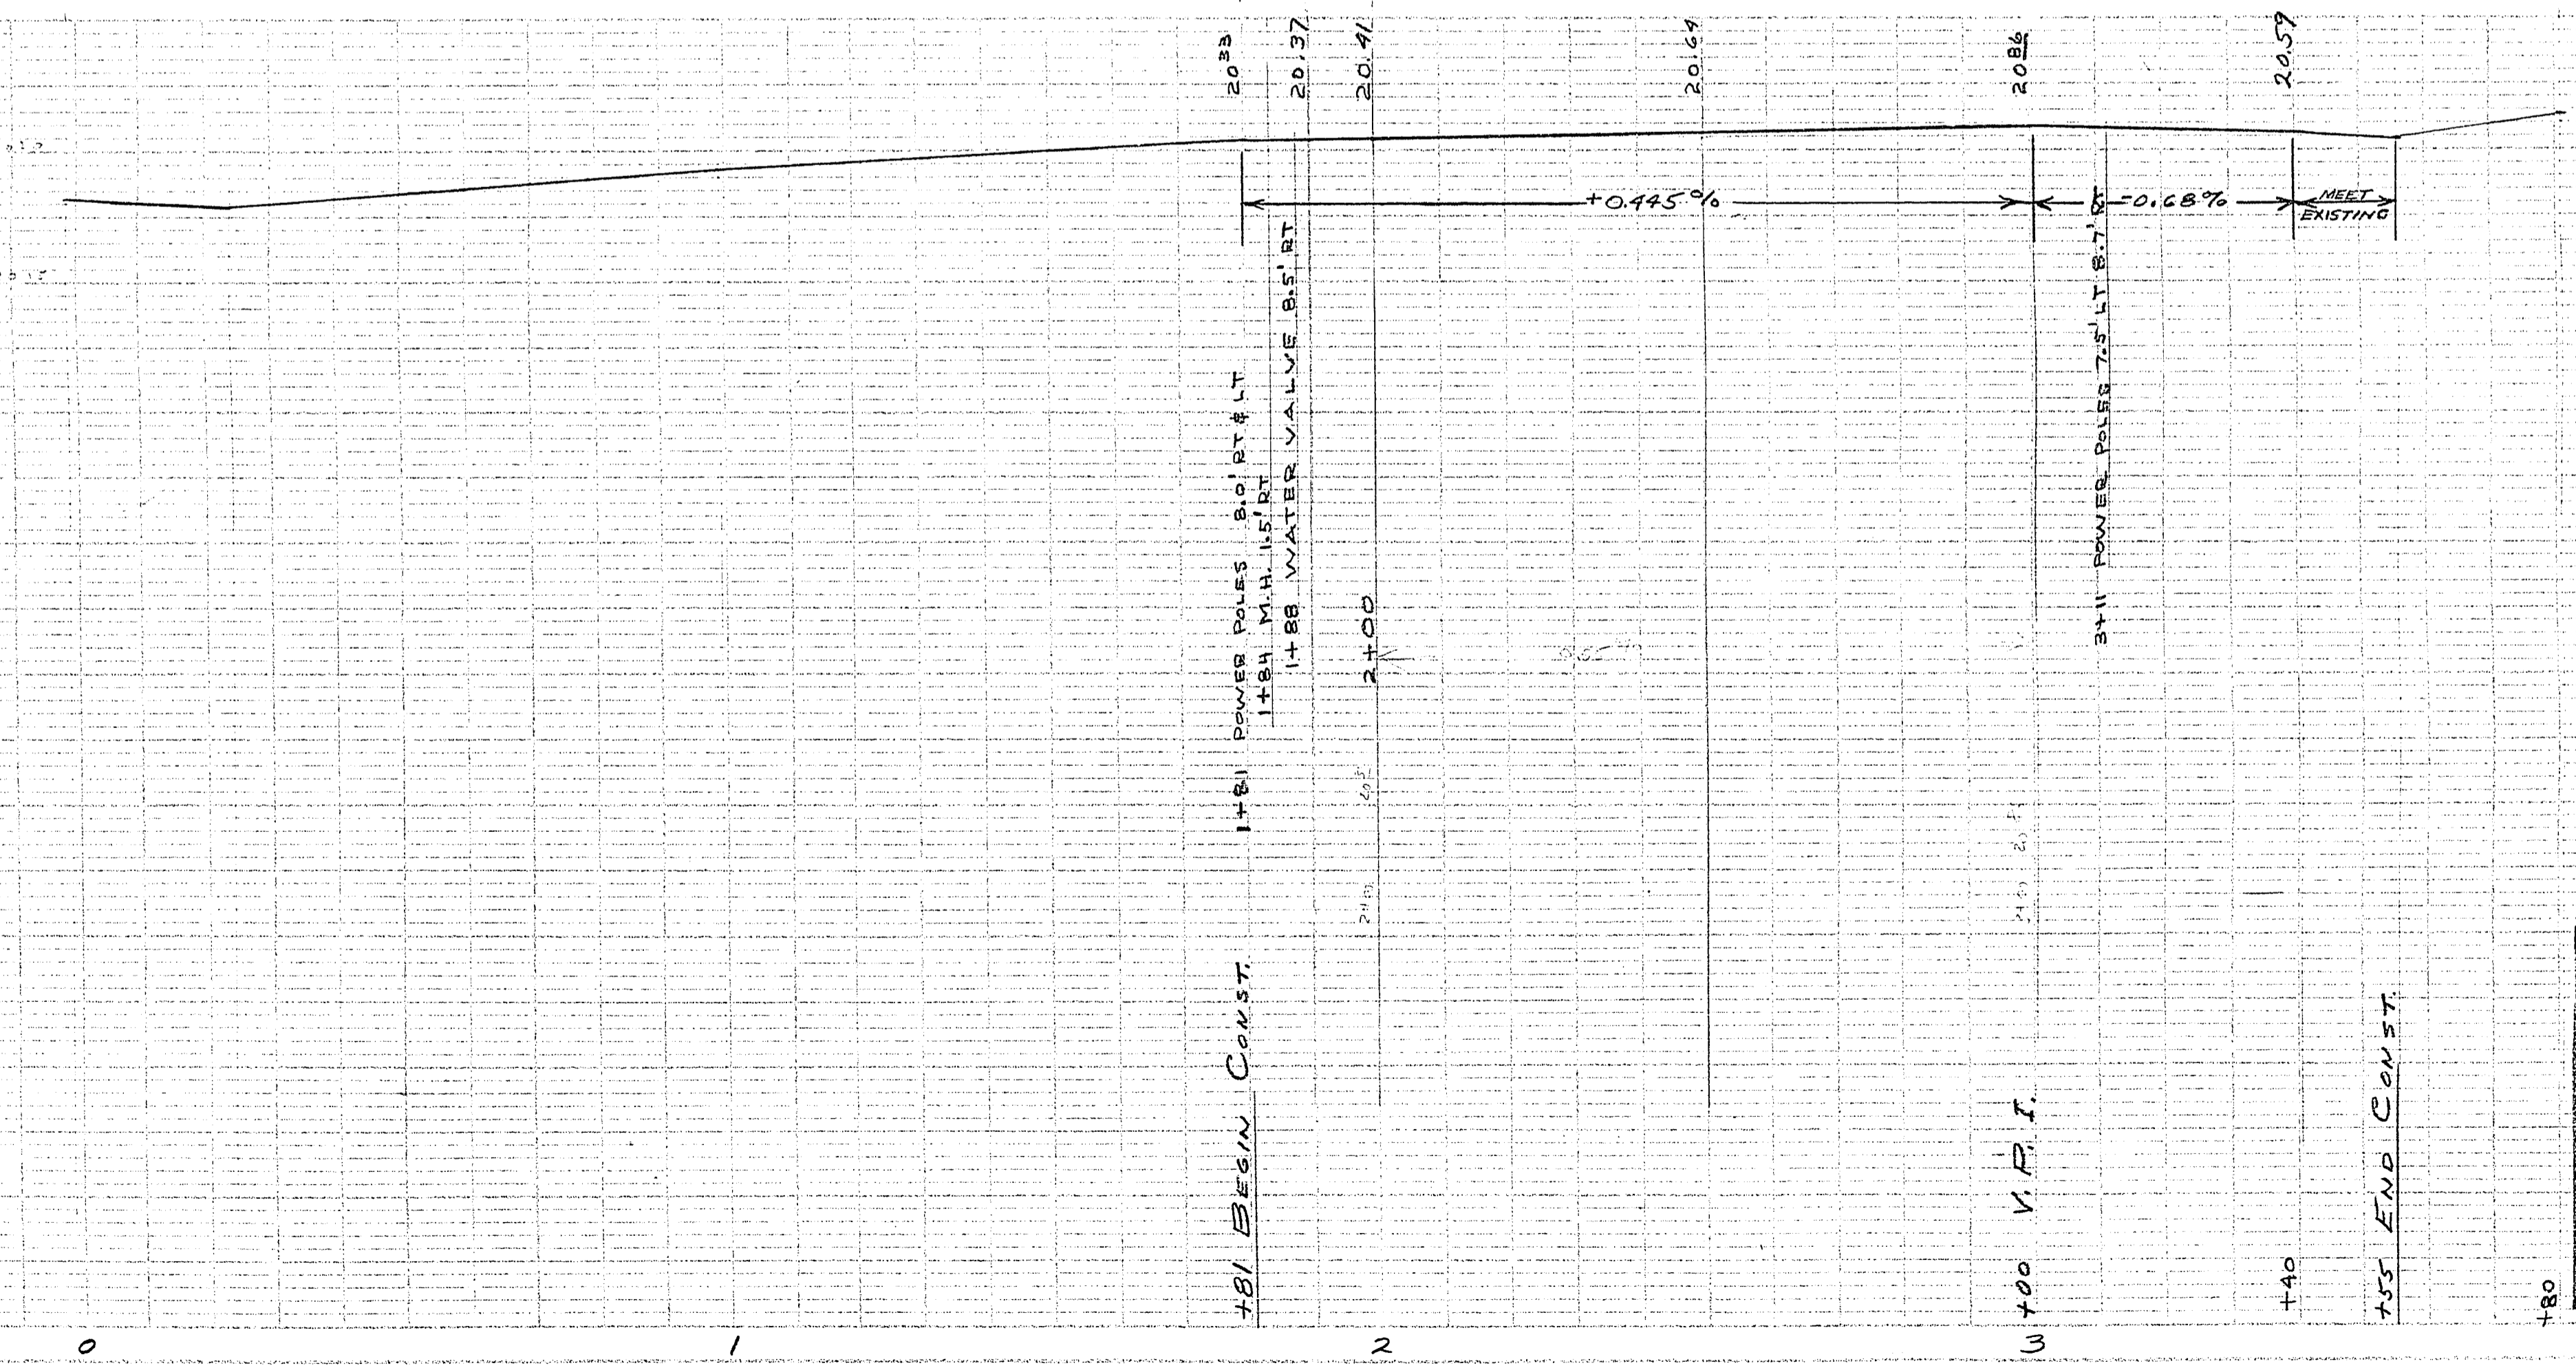 20³³
20.37
20.41
20.64
20 86
20.59
+0.445%
-0.68%
MEET
EXISTING
1+81 POWER POLES 8.0' RT & LT
1+84 M.H. 1.5' RT
1+88 WATER VALVE 8.5' RT
2+00
3+11 POWER POLES 7.5' LT 8.7' RT
+81 BEGIN CONST.
+00 V.P.I.
+40
+55 END CONST.
+80
0
1
2
3